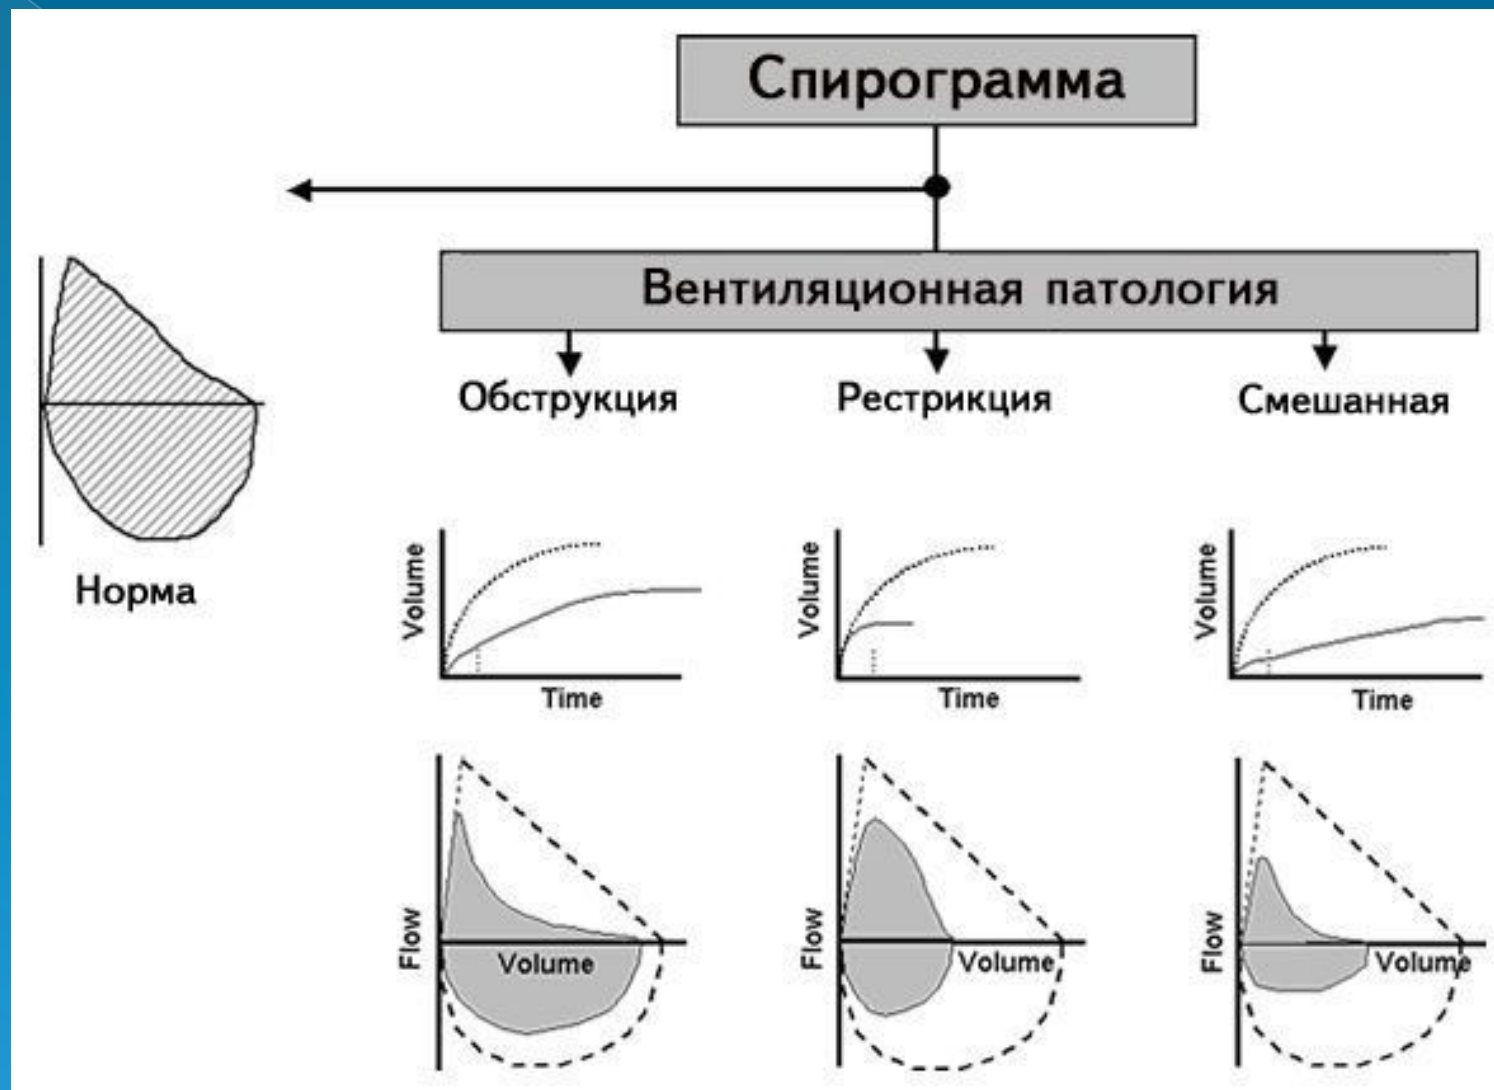 Спирограмма
Вентиляционная патология
Обструкция
Рестрикция
Смешанная
Норма
Volume
Time
Volume
Time
Volume
Time
Flow
Volume
Flow
Volume
Flow
Volume